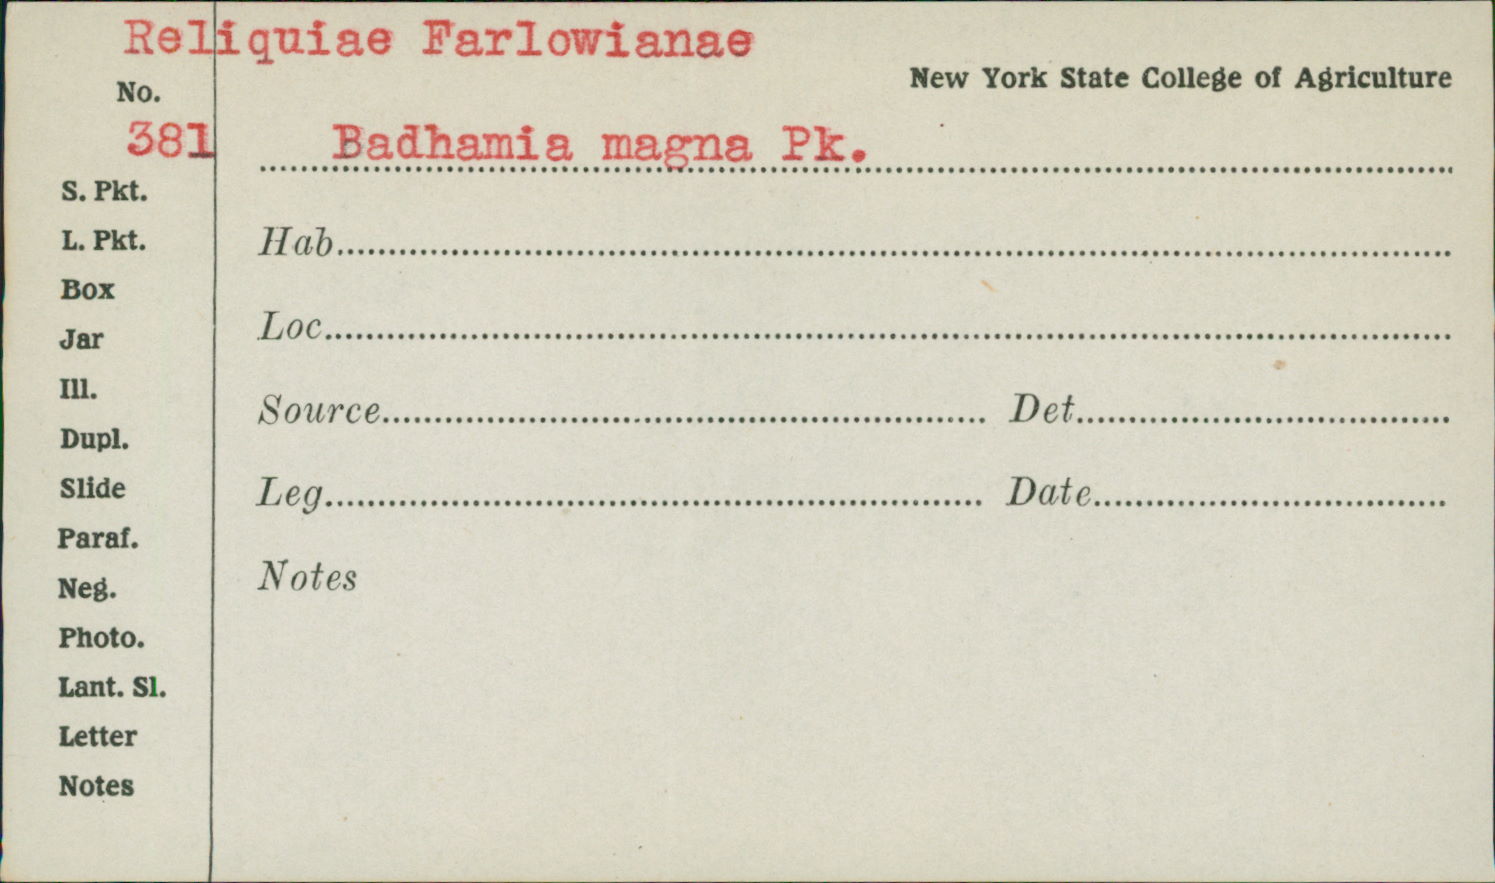 Reliquiae Farlowianae
New York State College of Agriculture
No.
381 Badhamia magna Pk.
S. Pkt.
L. Pkt.
Hab
Box
Loc
Jar
Ill.
Source Det
Dupl.
Slide
Leg Date
Paraf.
Neg.
Notes
Photo.
Lant. Sl.
Letter
Notes